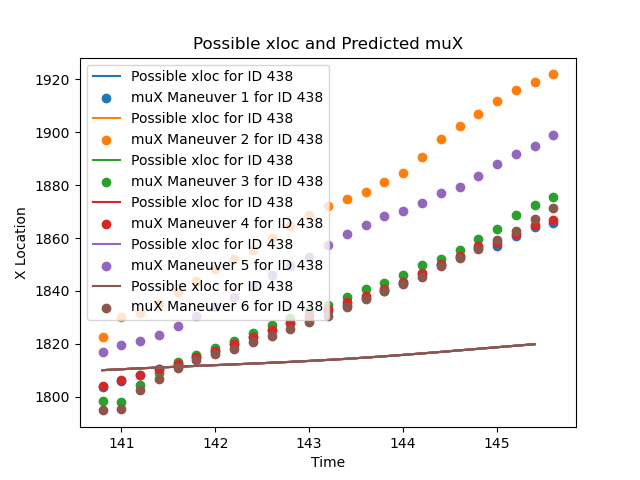 Possible xloc and Predicted muX
X Location
1920
1900
1880
1860
1840
1820
1800
Possible xloc for ID 438
muX Maneuver 1 for ID 438
Possible xloc for ID 438
muX Maneuver 2 for ID 438
Possible xloc for ID 438
muX Maneuver 3 for ID 438
Possible xloc for ID 438
muX Maneuver 4 for ID 438
Possible xloc for ID 438
muX Maneuver 5 for ID 438
Possible xloc for ID 438
muX Maneuver 6 for ID 438
141 142 143 144 145
Time